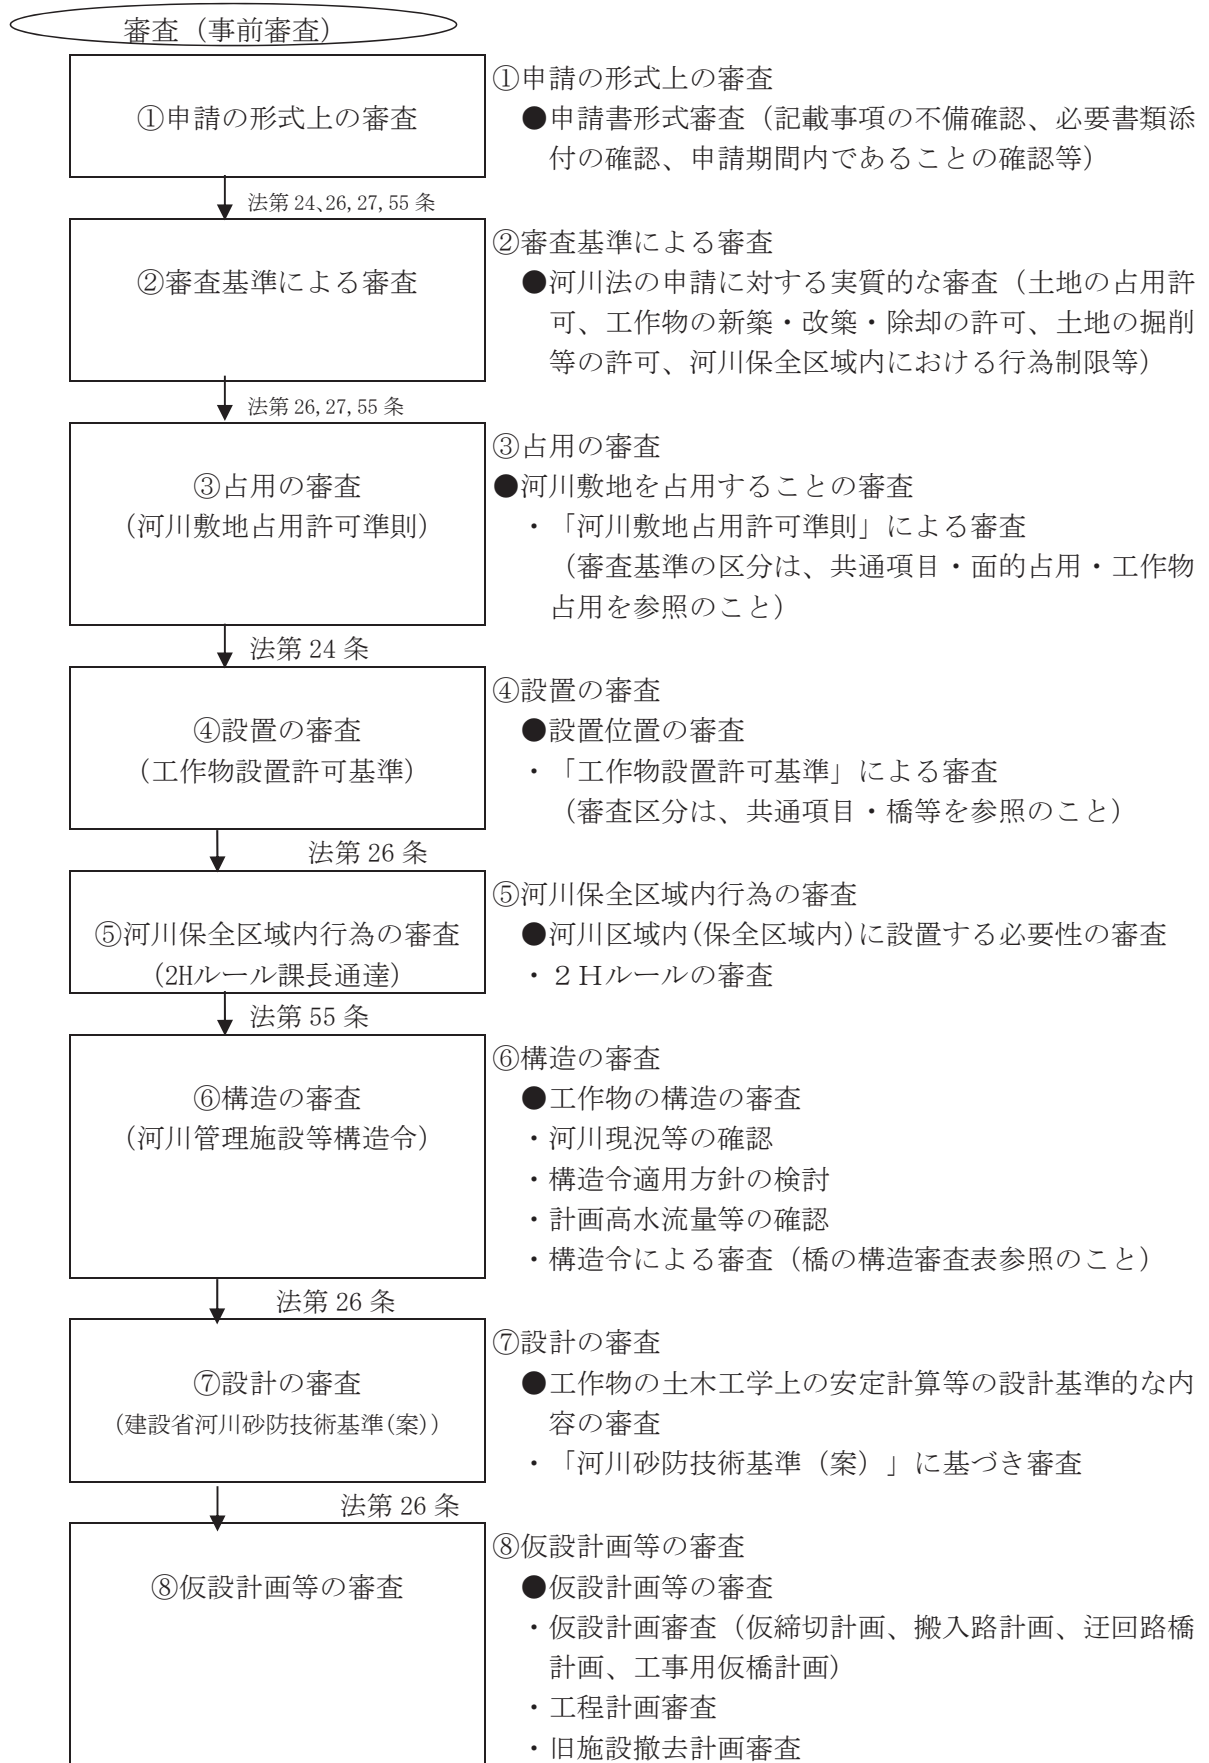 審査（事前審査）
①申請の形式上の審査
①申請の形式上の審査
●申請書形式審査（記載事項の不備確認、必要書類添
付の確認、申請期間内であることの確認等）
法第 24、26, 27, 55 条
②審査基準による審査
②審査基準による審査
●河川法の申請に対する実質的な審査（土地の占用許
可、工作物の新築・改築・除却の許可、土地の掘削
等の許可、河川保全区域内における行為制限等）
法第 26, 27, 55 条
③占用の審査
（河川敷地占用許可準則）
③占用の審査
●河川敷地を占用することの審査
・「河川敷地占用許可準則」による審査
（審査基準の区分は、共通項目・面的占用・工作物
占用を参照のこと）
法第 24 条
④設置の審査
（工作物設置許可基準）
④設置の審査
●設置位置の審査
・「工作物設置許可基準」による審査
（審査区分は、共通項目・橋等を参照のこと）
法第 26 条
⑤河川保全区域内行為の審査
（2Hルール課長通達）
⑤河川保全区域内行為の審査
●河川区域内(保全区域内)に設置する必要性の審査
・２Ｈルールの審査
法第 55 条
⑥構造の審査
（河川管理施設等構造令）
⑥構造の審査
●工作物の構造の審査
・河川現況等の確認
・構造令適用方針の検討
・計画高水流量等の確認
・構造令による審査（橋の構造審査表参照のこと）
法第 26 条
⑦設計の審査
（建設省河川砂防技術基準(案)）
⑦設計の審査
●工作物の土木工学上の安定計算等の設計基準的な内
容の審査
・「河川砂防技術基準（案）」に基づき審査
法第 26 条
⑧仮設計画等の審査
⑧仮設計画等の審査
●仮設計画等の審査
・仮設計画審査（仮締切計画、搬入路計画、迂回路橋
計画、工事用仮橋計画）
・工程計画審査
・旧施設撤去計画審査